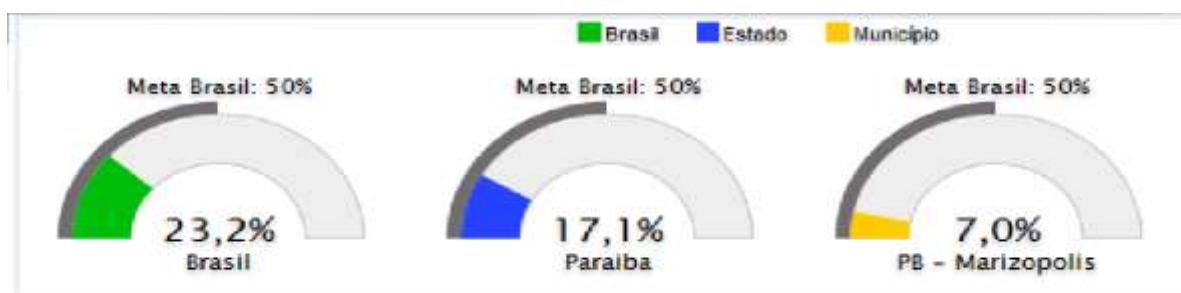 Brasil Estado Município
Meta Brasil: 50% Meta Brasil: 50% Meta Brasil: 50%
23,2% 17,1% 7,0%
Brasil Paraiba PB - Marizopolis